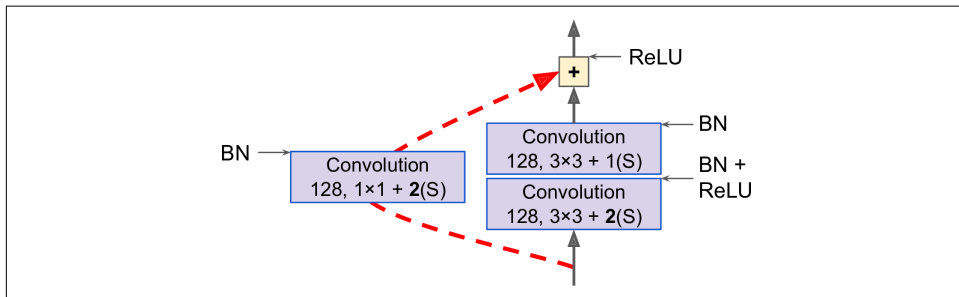 ReLU
+
BN
Convolution
128, 3×3 + 1(S)
BN +
ReLU
Convolution
128, 3×3 + 2(S)
BN
Convolution
128, 1×1 + 2(S)